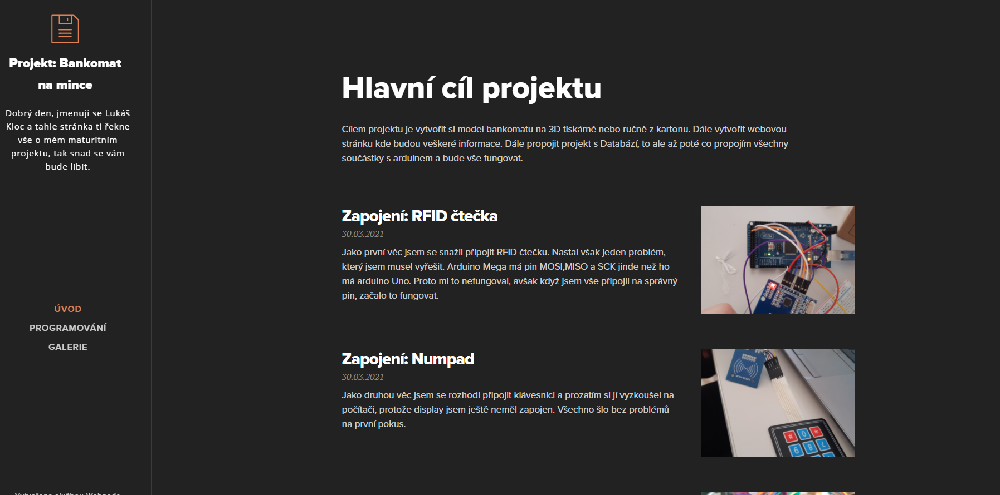 Projekt: Bankomat
na mince
Dobrý den, jmenuji se Lukáš
Kloc a tahle stránka ti řekne
vše o mém maturitním
projektu, tak snad se vám
bude líbit.
ÚVOD
PROGRAMOVÁNÍ
GALERIE
Hlavní cíl projektu
Cílem projektu je vytvořit si model bankomatu na 3D tiskárně nebo ručně z kartonu. Dále vytvořit webovou
stránku kde budou veškeré informace. Dále propojit projekt s Databází, to ale až poté co propojím všechny
součástky s arduinem a bude vše fungovat.
Zapojení: RFID čtečka
30.03.2021
Jako první věc jsem se snažil připojit RFID čtečku. Nastal však jeden problém,
který jsem musel vyřešit. Arduino Mega má pin MOSI,MISO a SCK jinde než ho
má arduino Uno. Proto mi to nefungoval, avšak když jsem vše připojil na správný
pin, začalo to fungovat.
MEGA
Zapojení: Numpad
30.03.2021
Jako druhou věc jsem se rozhodl připojit klávesnici a prozatím si jí vyzkoušel na
počítači, protože display jsem ještě neměl zapojen. Všechno šlo bez problémů
na první pokus.
# 0 *
9 8 7